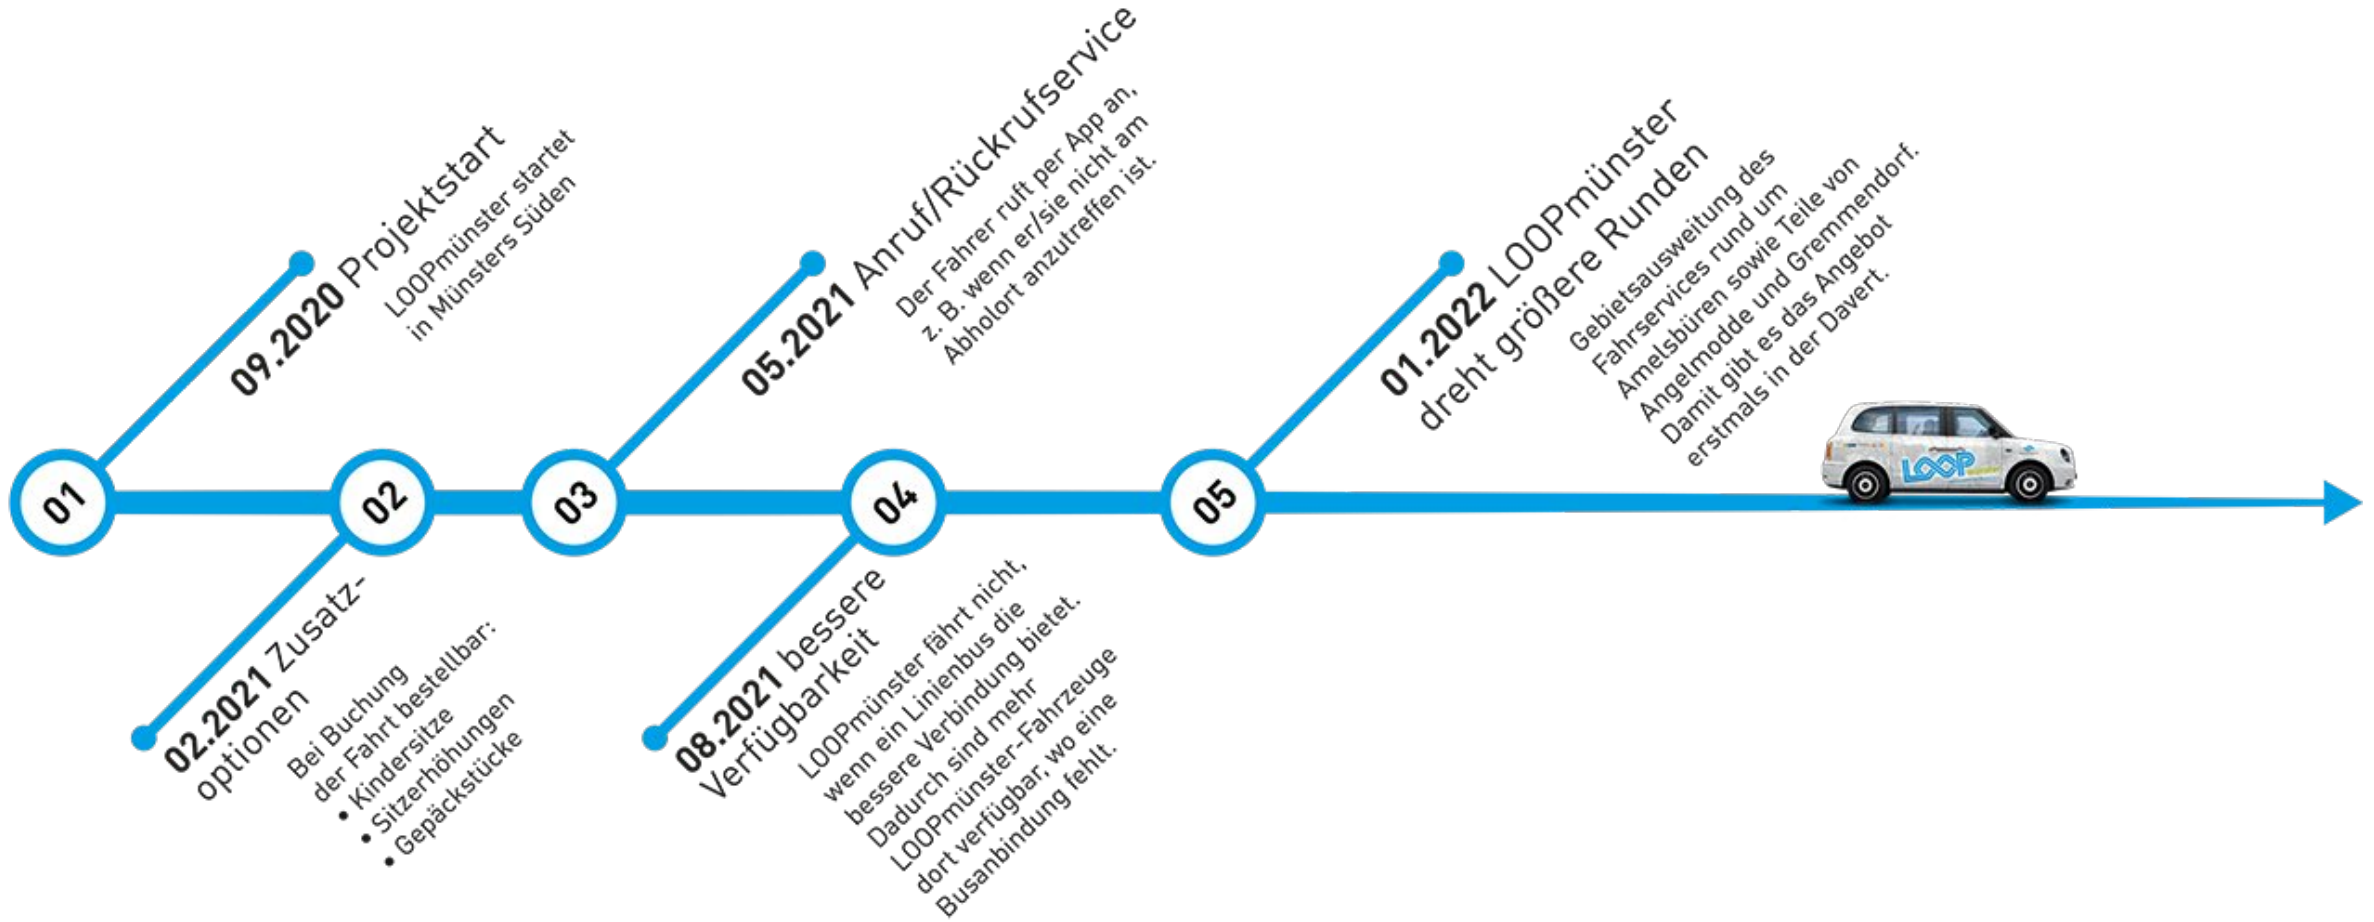 01
09.2020 Projektstart
LOOPmünster startet
in Münsters Süden
02
02.2021 Zusatz-
optionen
Bei Buchung
der Fahrt bestellbar:
• Kindersitze
• Sitzerhöhungen
• Gepäckstücke
03
05.2021 Anruf/Rückrufservice
Der Fahrer ruft per App an,
z. B. wenn er/sie nicht am
Abholort anzutreffen ist.
04
08.2021 bessere
Verfügbarkeit
LOOPmünster fährt nicht,
wenn ein Linienbus die
bessere Verbindung bietet.
Dadurch sind mehr
LOOPmünster-Fahrzeuge
dort verfügbar, wo eine
Busanbindung fehlt.
05
01.2022 LOOPmünster
dreht größere Runden
Gebietsausweitung des
Fahrservices rund um
Amelsbüren sowie Teile von
Angelmodde und Gremmendorf.
Damit gibt es das Angebot
erstmals in der Davert.
LOOP